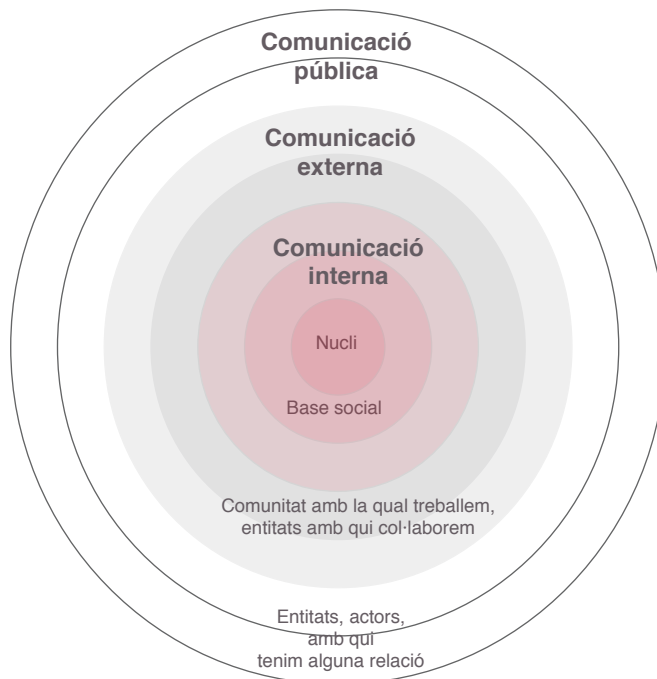 Comunicació
pública
Comunicació
externa
Comunicació
interna
Nucli
Base social
Comunitat amb la qual treballem,
entitats amb qui col·laborem
Entitats, actors,
amb qui
tenim alguna relació